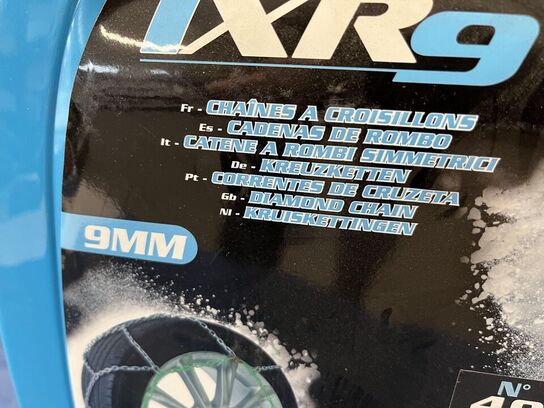 XR9
Fr - CHAÎNES A CROISILLONS
Es - CADENAS DE ROMBO
It - CATENE A ROMBI SIMMETRICI
De - KREUZKETTEN
Pt - CORRENTES DE CRUZETA
Gb - DIAMOND CHAIN
Nl - KRUISKETTINGEN
9MM
N°